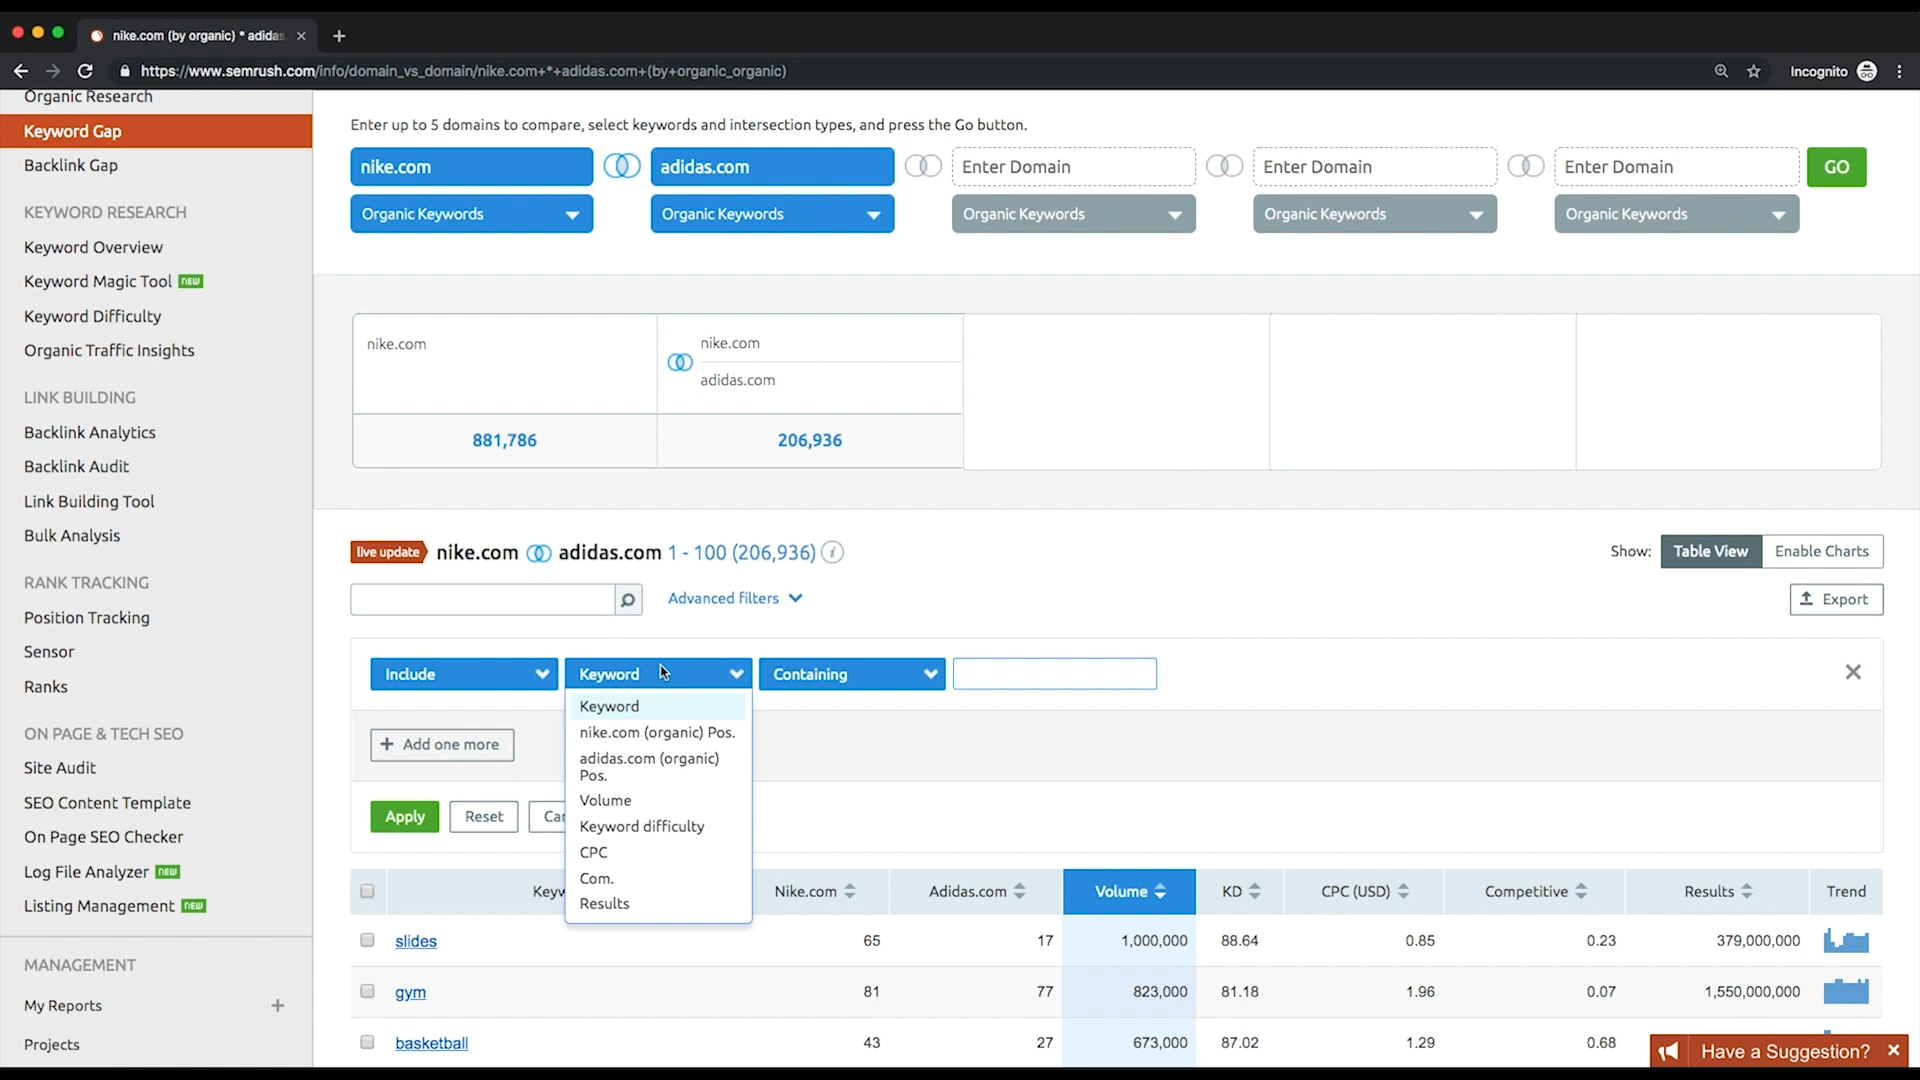 nike.com (by organic) * adidas
https://www.semrush.com/info/domain_vs_domain/nike.com+*+adidas.com+(by+organic_organic)
Incognito
Organic Research
Keyword Gap
Backlink Gap
KEYWORD RESEARCH
Keyword Overview
Keyword Magic Tool NEW
Keyword Difficulty
Organic Traffic Insights
LINK BUILDING
Backlink Analytics
Backlink Audit
Link Building Tool
Bulk Analysis
RANK TRACKING
Position Tracking
Sensor
Ranks
ON PAGE & TECH SEO
Site Audit
SEO Content Template
On Page SEO Checker
Log File Analyzer NEW
Listing Management NEW
MANAGEMENT
My Reports +
Projects
Enter up to 5 domains to compare, select keywords and intersection types, and press the Go button.
nike.com adidas.com Enter Domain Enter Domain Enter Domain GO
Organic Keywords Organic Keywords Organic Keywords Organic Keywords Organic Keywords
nike.com
nike.com
adidas.com
881,786 206,936
live update nike.com adidas.com 1 - 100 (206,936) i
Show: Table View Enable Charts
Advanced filters
Export
Include Keyword Containing
Keyword
nike.com (organic) Pos.
adidas.com (organic)
Pos.
Volume
Keyword difficulty
CPC
Com.
Results
+ Add one more
Apply Reset Can
Keyw Nike.com Adidas.com Volume KD CPC (USD) Competitive Results Trend
slides 65 17 1,000,000 88.64 0.85 0.23 379,000,000
gym 81 77 823,000 81.18 1.96 0.07 1,550,000,000
basketball 43 27 673,000 87.02 1.29 0.68
Have a Suggestion?